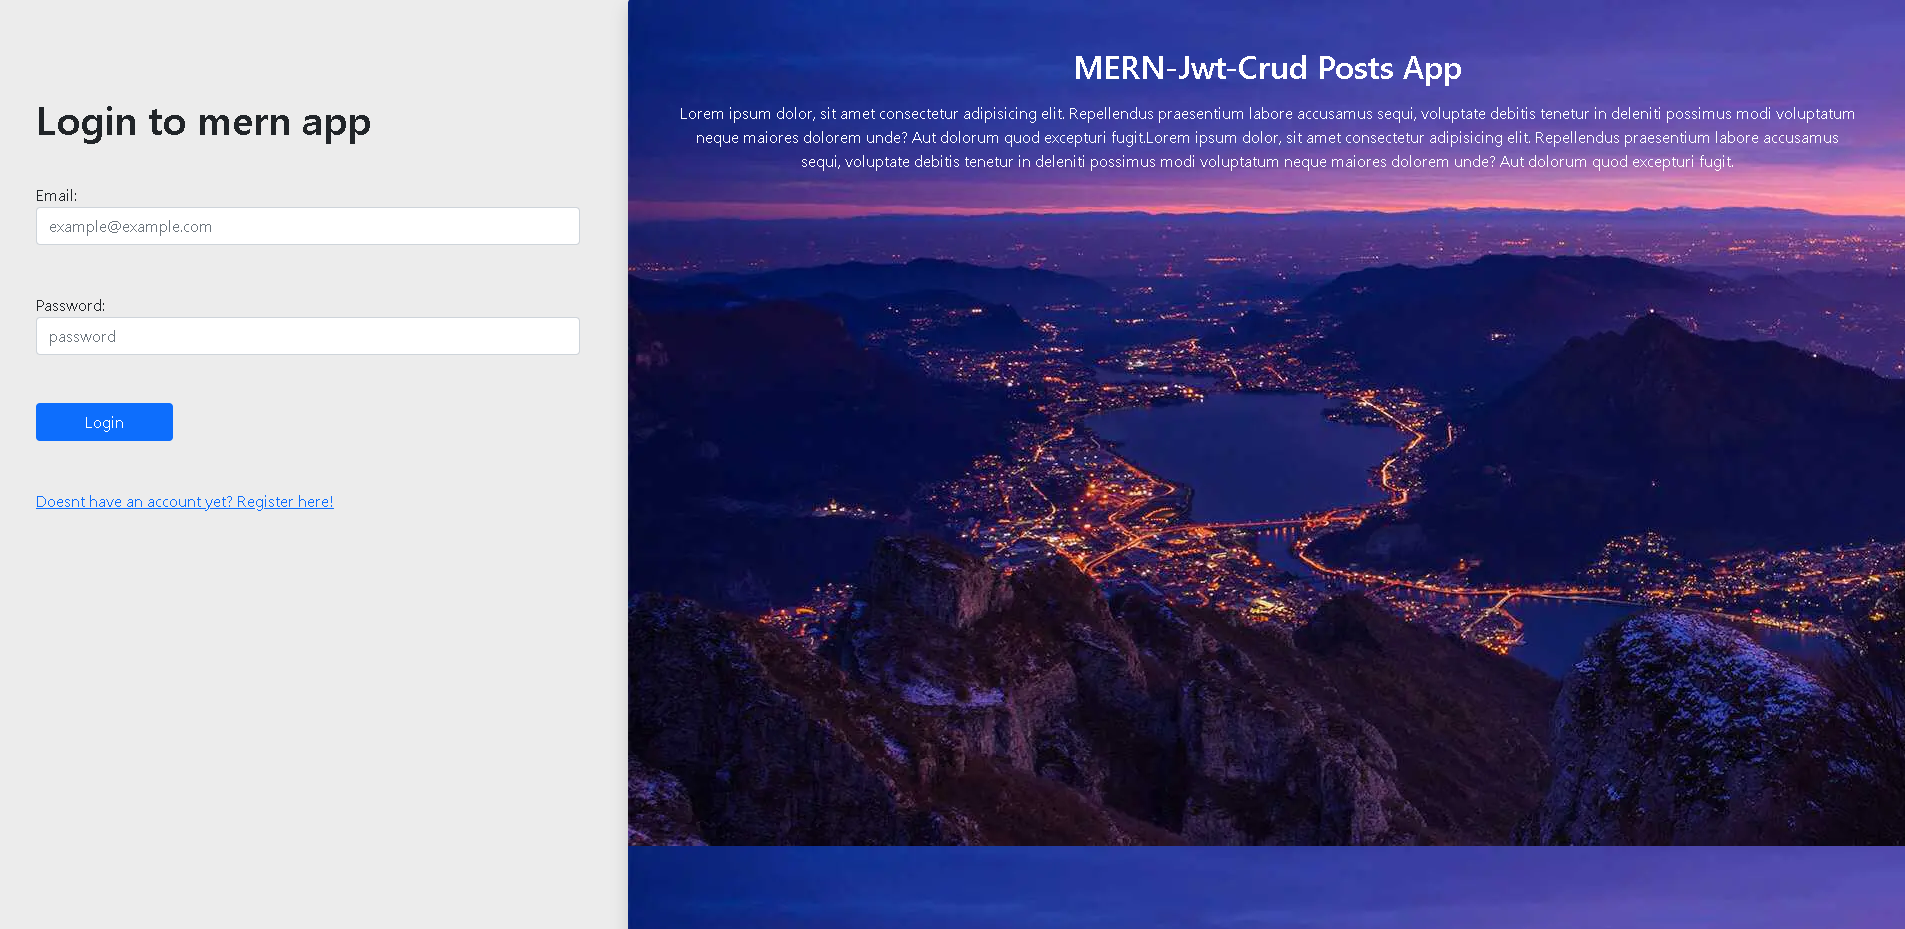 Login to mern app
Email:
example@example.com
Password:
password
Login
Doesnt have an account yet? Register here!
MERN-Jwt-Crud Posts App
Lorem ipsum dolor, sit amet consectetur adipisicing elit. Repellendus praesentium labore accusamus sequi, voluptate debitis tenetur in deleniti possimus modi voluptatum
neque maiores dolorem unde? Aut dolorum quod excepturi fugit.Lorem ipsum dolor, sit amet consectetur adipisicing elit. Repellendus praesentium labore accusamus
sequi, voluptate debitis tenetur in deleniti possimus modi voluptatum neque maiores dolorem unde? Aut dolorum quod excepturi fugit.